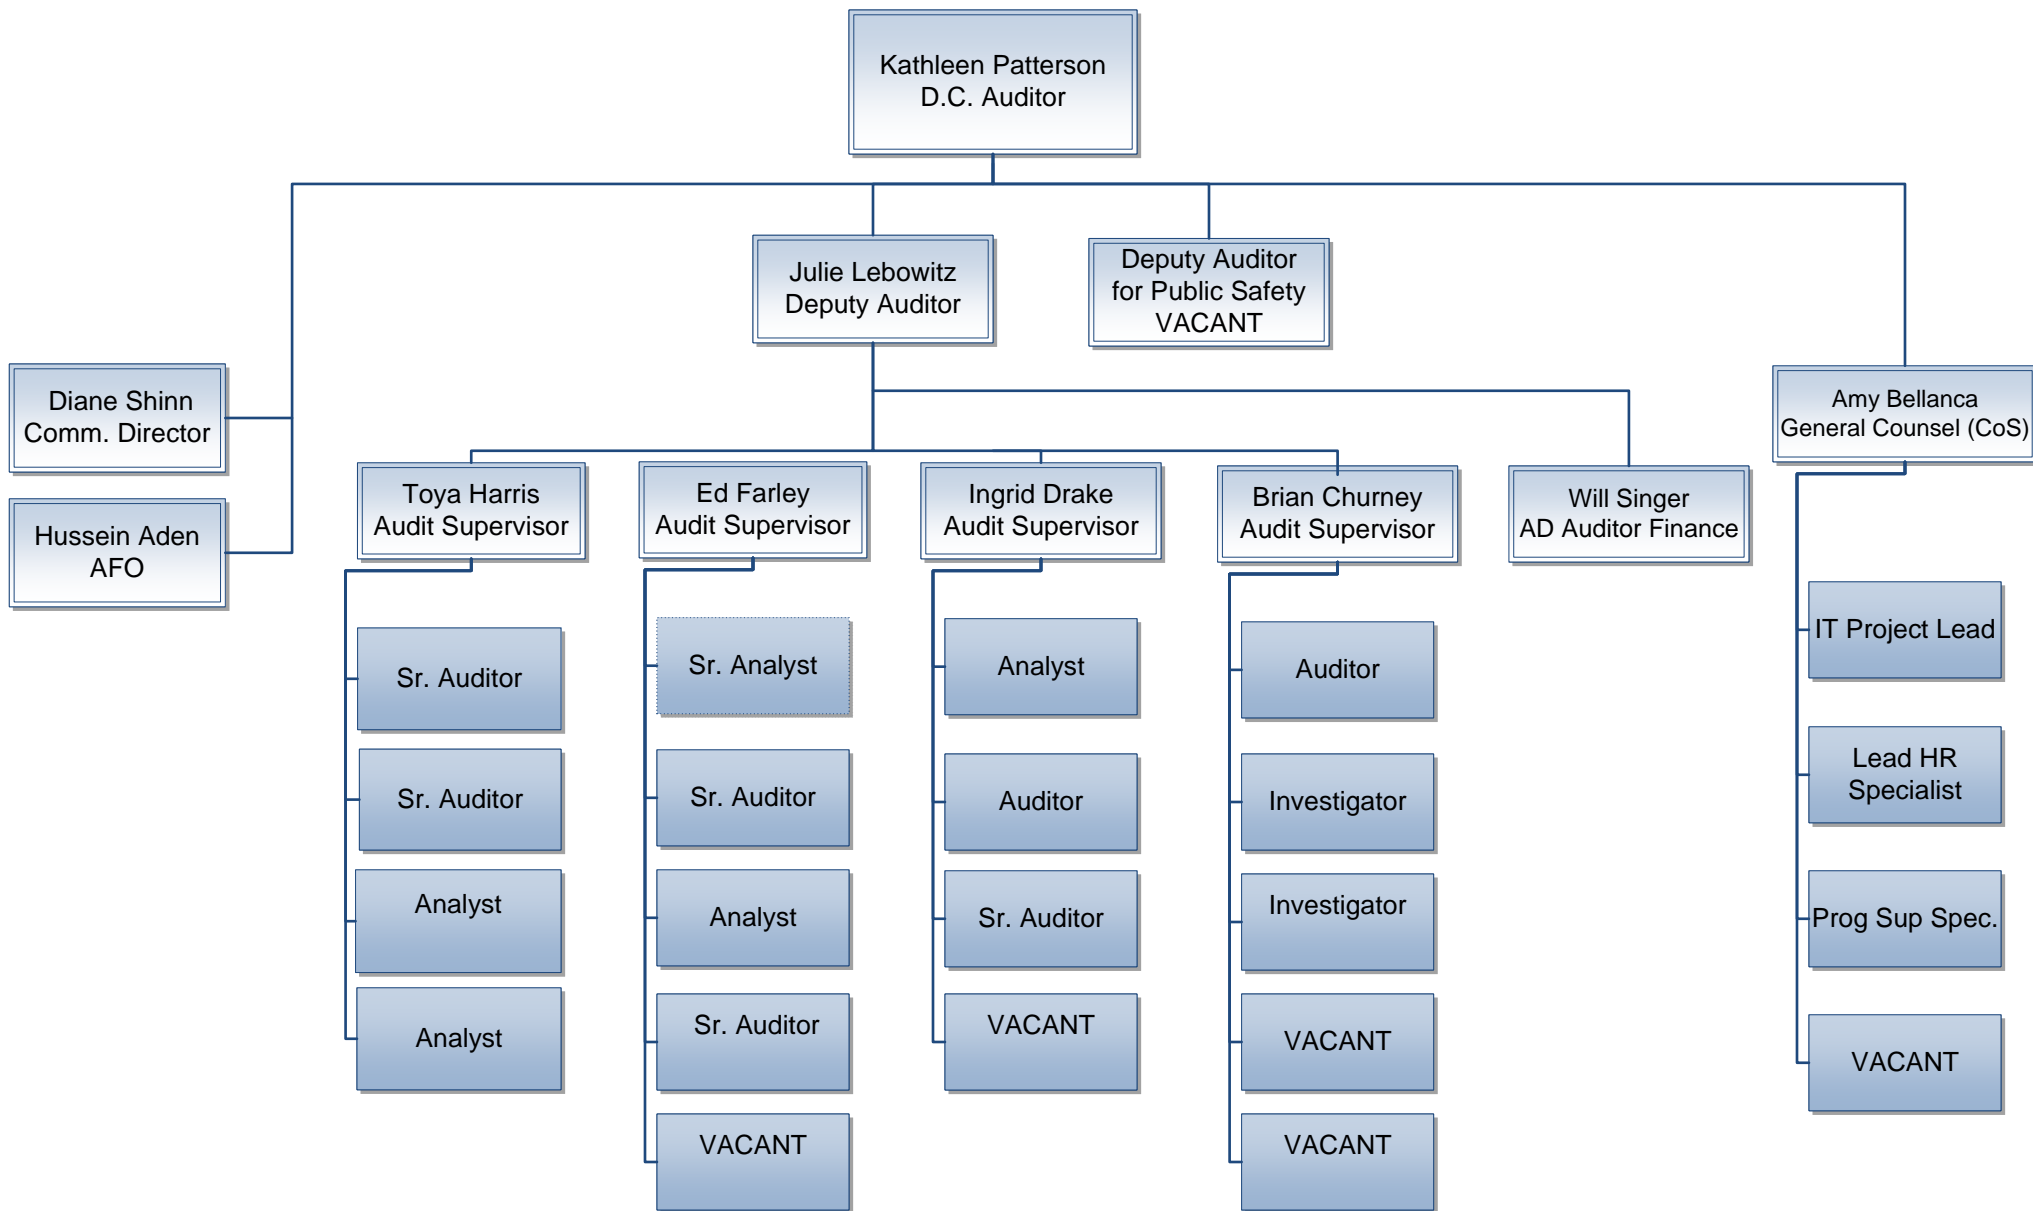 Kathleen Patterson
D.C. Auditor
Julie Lebowitz
Deputy Auditor
Deputy Auditor
for Public Safety
VACANT
Diane Shinn
Comm. Director
Hussein Aden
AFO
Amy Bellanca
General Counsel (CoS)
Toya Harris
Audit Supervisor
Ed Farley
Audit Supervisor
Ingrid Drake
Audit Supervisor
Brian Churney
Audit Supervisor
Will Singer
AD Auditor Finance
Sr. Auditor
Sr. Auditor
Analyst
Analyst
Sr. Analyst
Sr. Auditor
Analyst
Sr. Auditor
VACANT
Analyst
Auditor
Sr. Auditor
VACANT
Auditor
Investigator
Investigator
VACANT
VACANT
IT Project Lead
Lead HR
Specialist
Prog Sup Spec.
VACANT